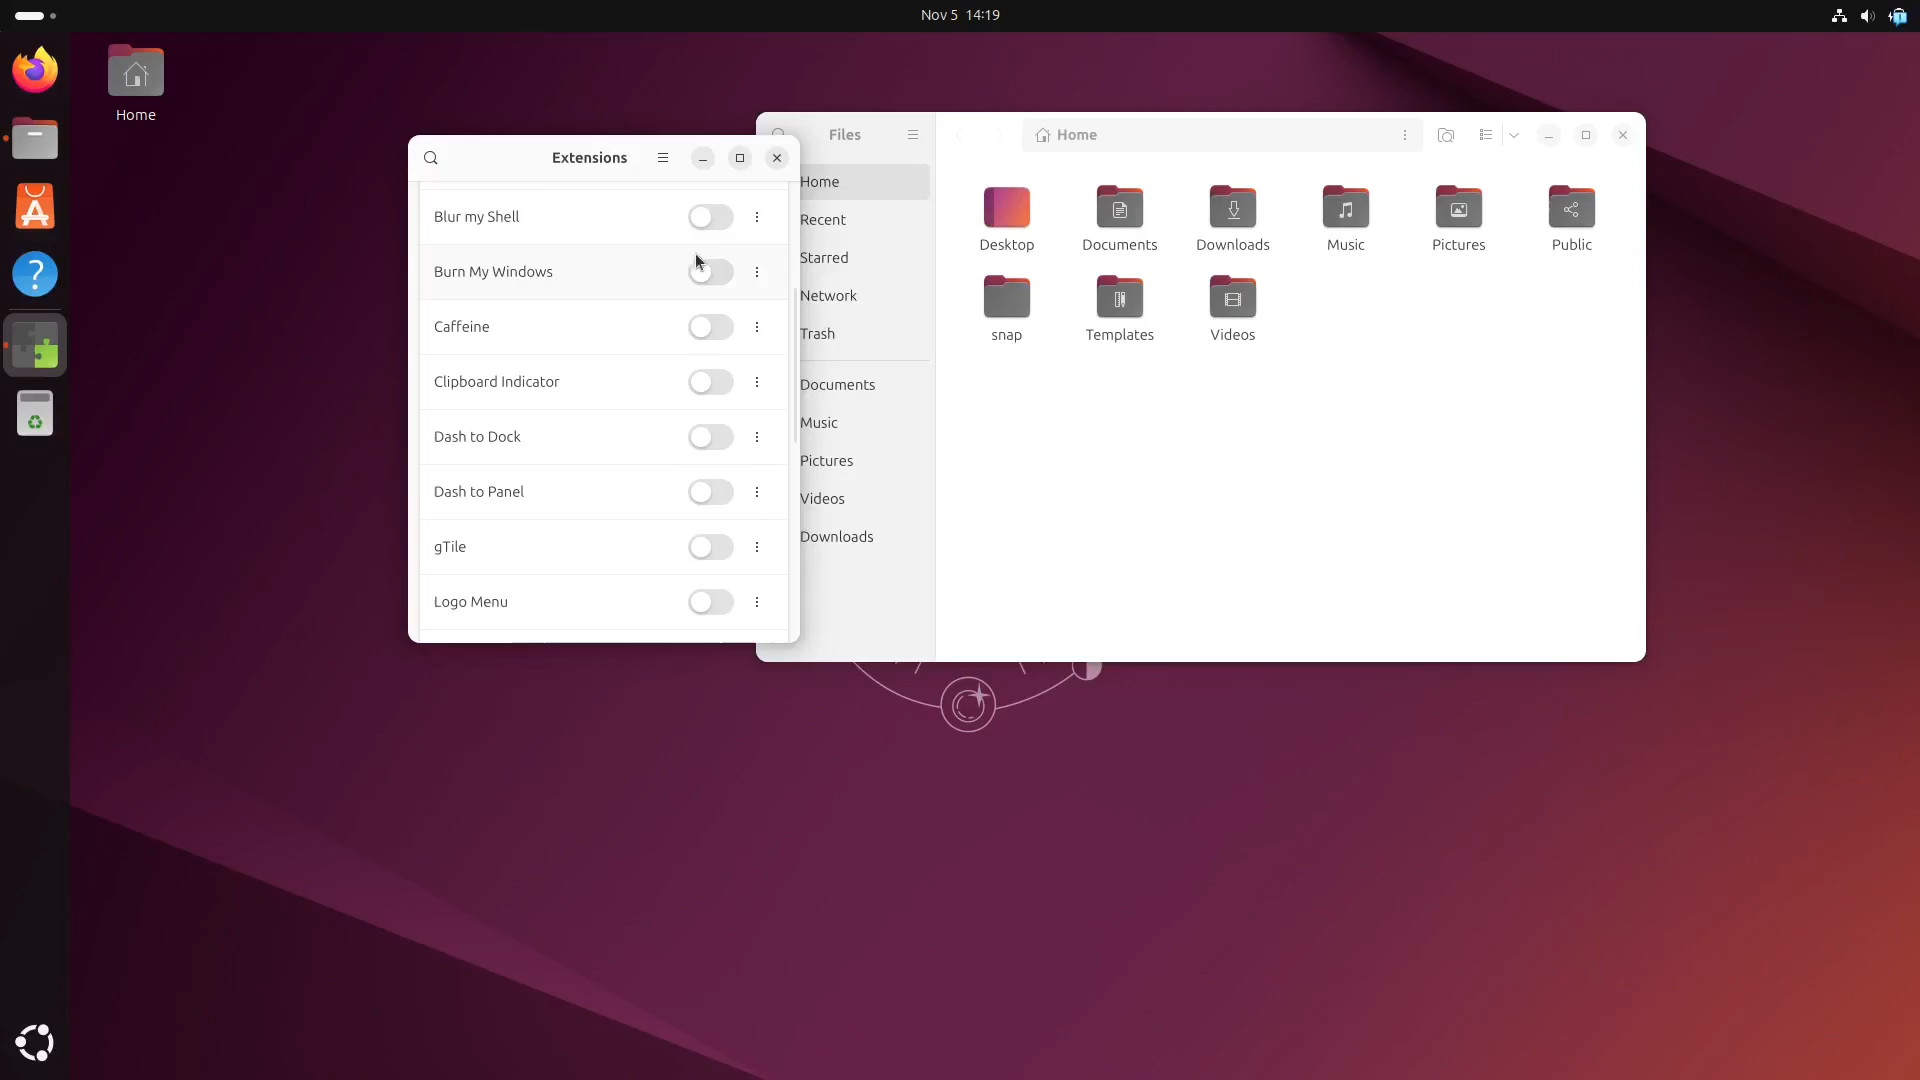 Nov 5 14:19
Home
Extensions
Blur my Shell
Burn My Windows
Caffeine
Clipboard Indicator
Dash to Dock
Dash to Panel
gTile
Logo Menu
Files
Home
Recent
Starred
Network
Trash
Documents
Music
Pictures
Videos
Downloads
Home
Desktop
Documents
Downloads
Music
Pictures
Public
snap
Templates
Videos